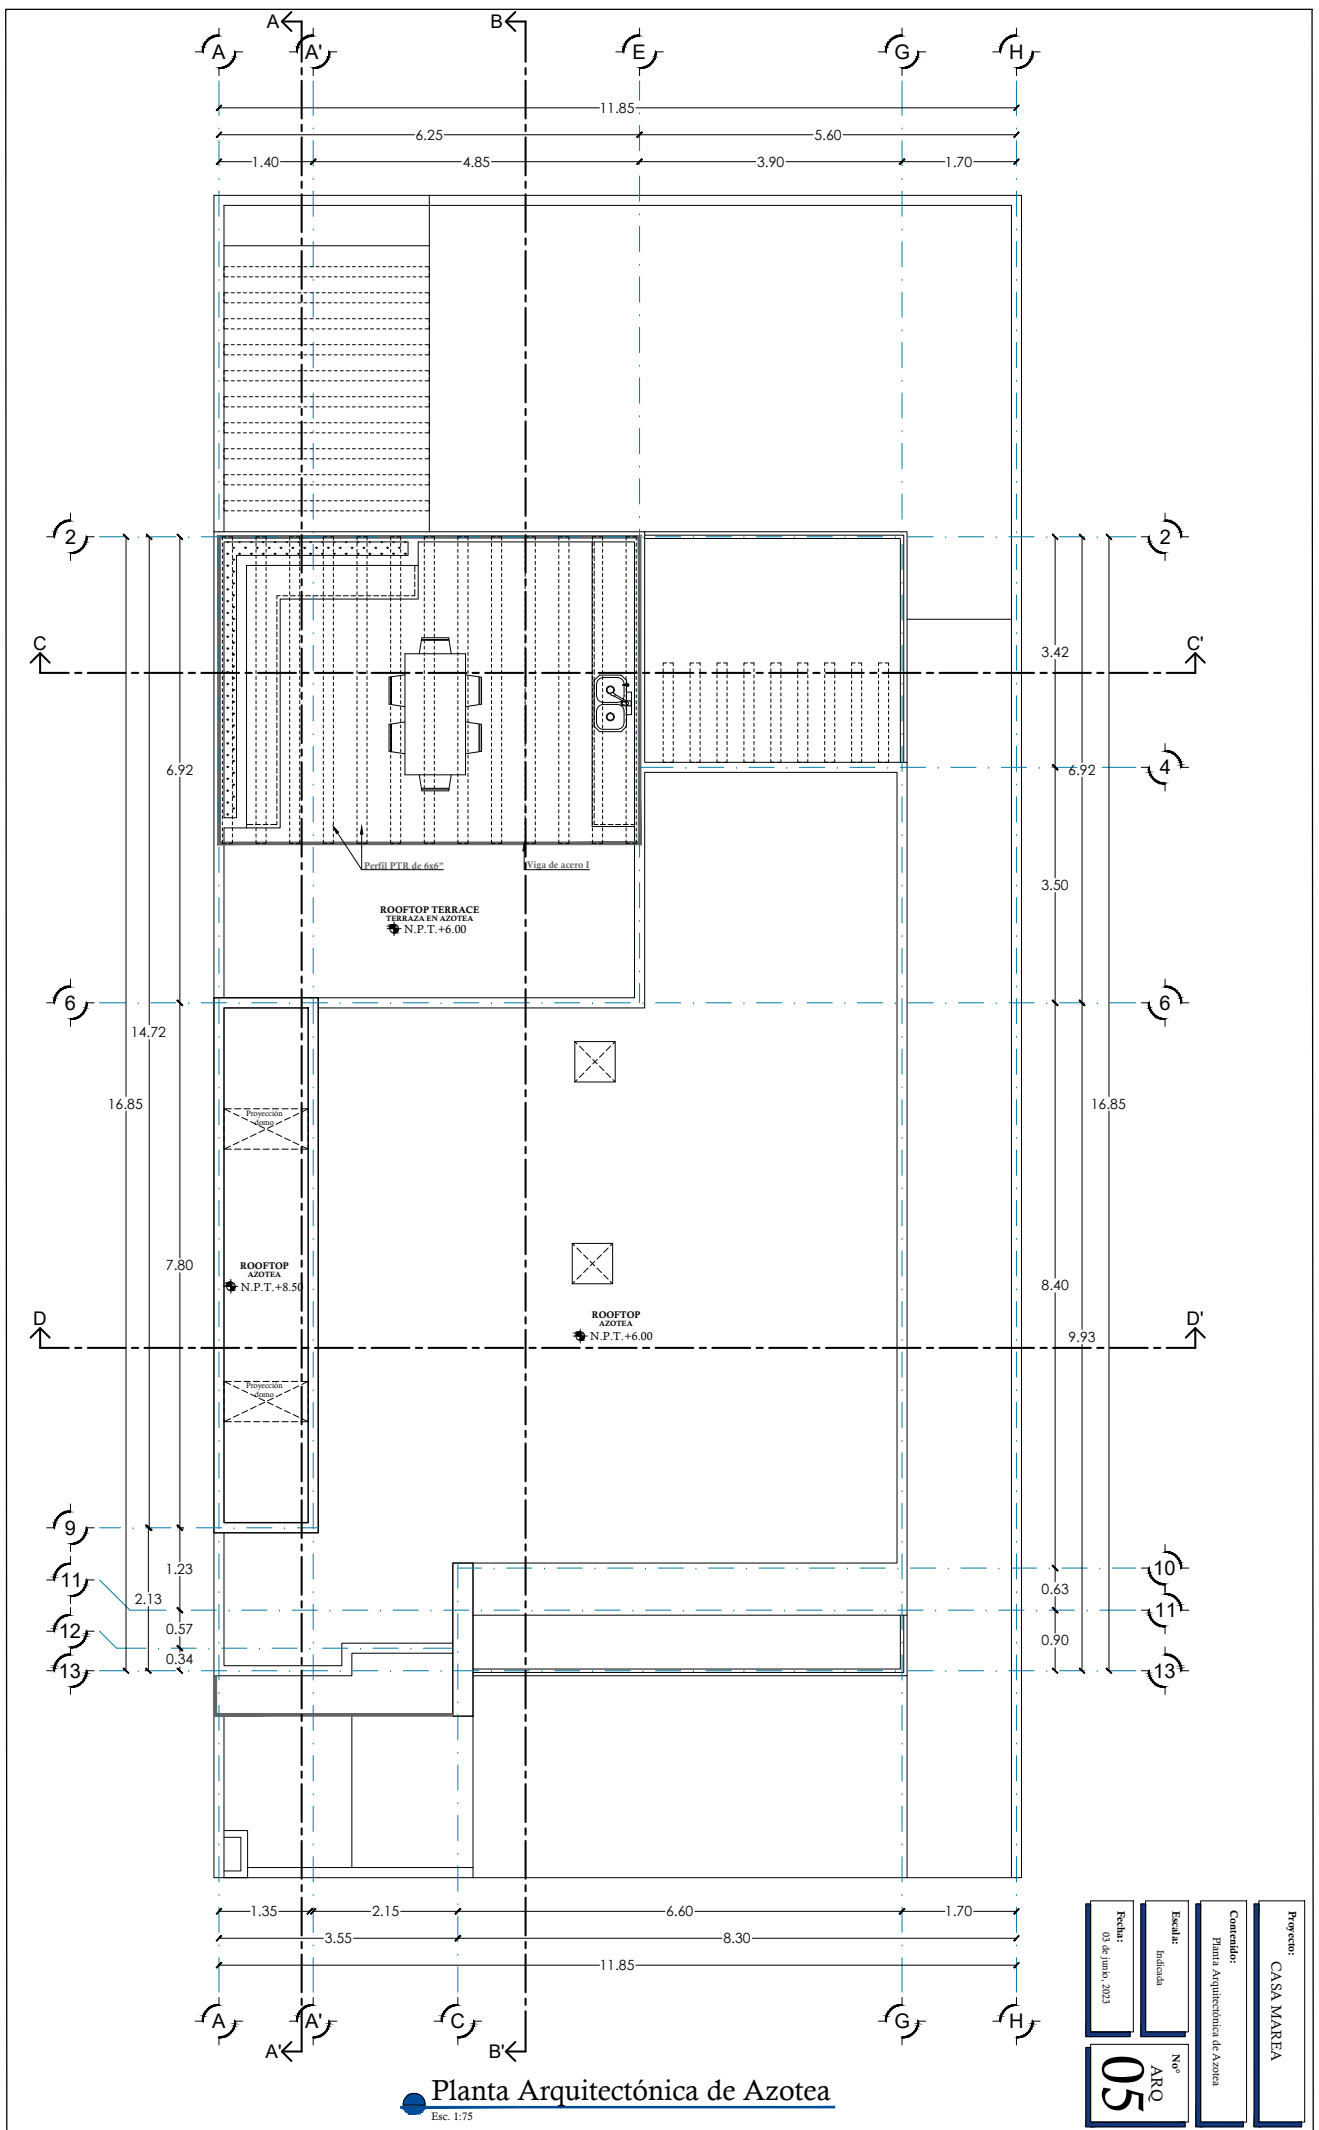 A
B
A
A'
E
G
H
11.85
6.25
5.60
1.40
4.85
3.90
1.70
2
2
C
C'
3.42
6.92
4
6.92
Perfil PTR de 6x6"
Viga de acero I
3.50
ROOFTOP TERRACE
TERRAZA EN AZOTEA
N.P.T.+6.00
6
6
14.72
16.85
16.85
Proyección
domo
7.80
ROOFTOP
AZOTEA
N.P.T.+8.50
8.40
ROOFTOP
AZOTEA
N.P.T.+6.00
D
D'
9.93
Proyección
domo
9
10
1.23
11
0.63
2.13
11
0.57
12
0.90
0.34
13
13
1.35
2.15
6.60
1.70
3.55
8.30
11.85
A
A'
C
G
H
A'
B'
Planta Arquitectónica de Azotea
Esc. 1:75
Proyecto:
CASA MAREA
Contenido:
Planta Arquitectónica de Azotea
Escala:
Indicada
Fecha:
03 de junio, 2023
Noº
ARQ
05